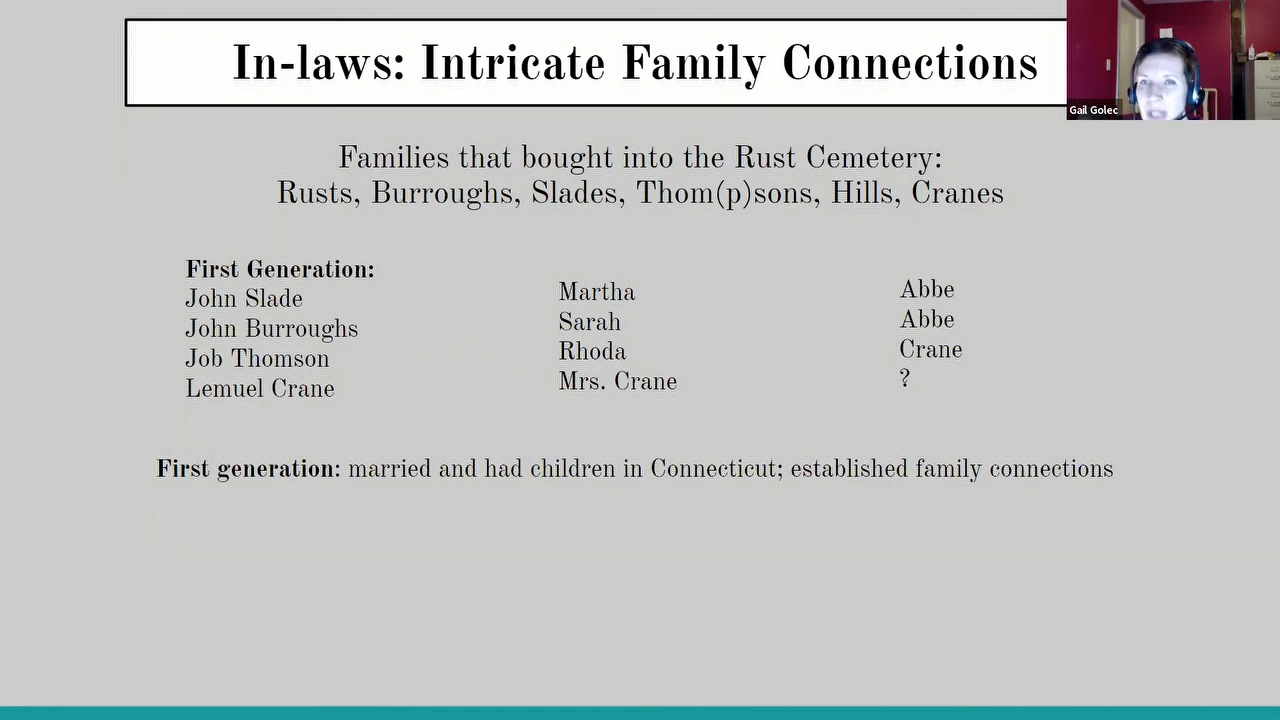 In-laws: Intricate Family Connections
Gail Golec
Families that bought into the Rust Cemetery:
Rusts, Burroughs, Slades, Thom(p)sons, Hills, Cranes
First Generation:
John Slade Martha Abbe
John Burroughs Sarah Abbe
Job Thomson Rhoda Crane
Lemuel Crane Mrs. Crane ?
First generation: married and had children in Connecticut; established family connections